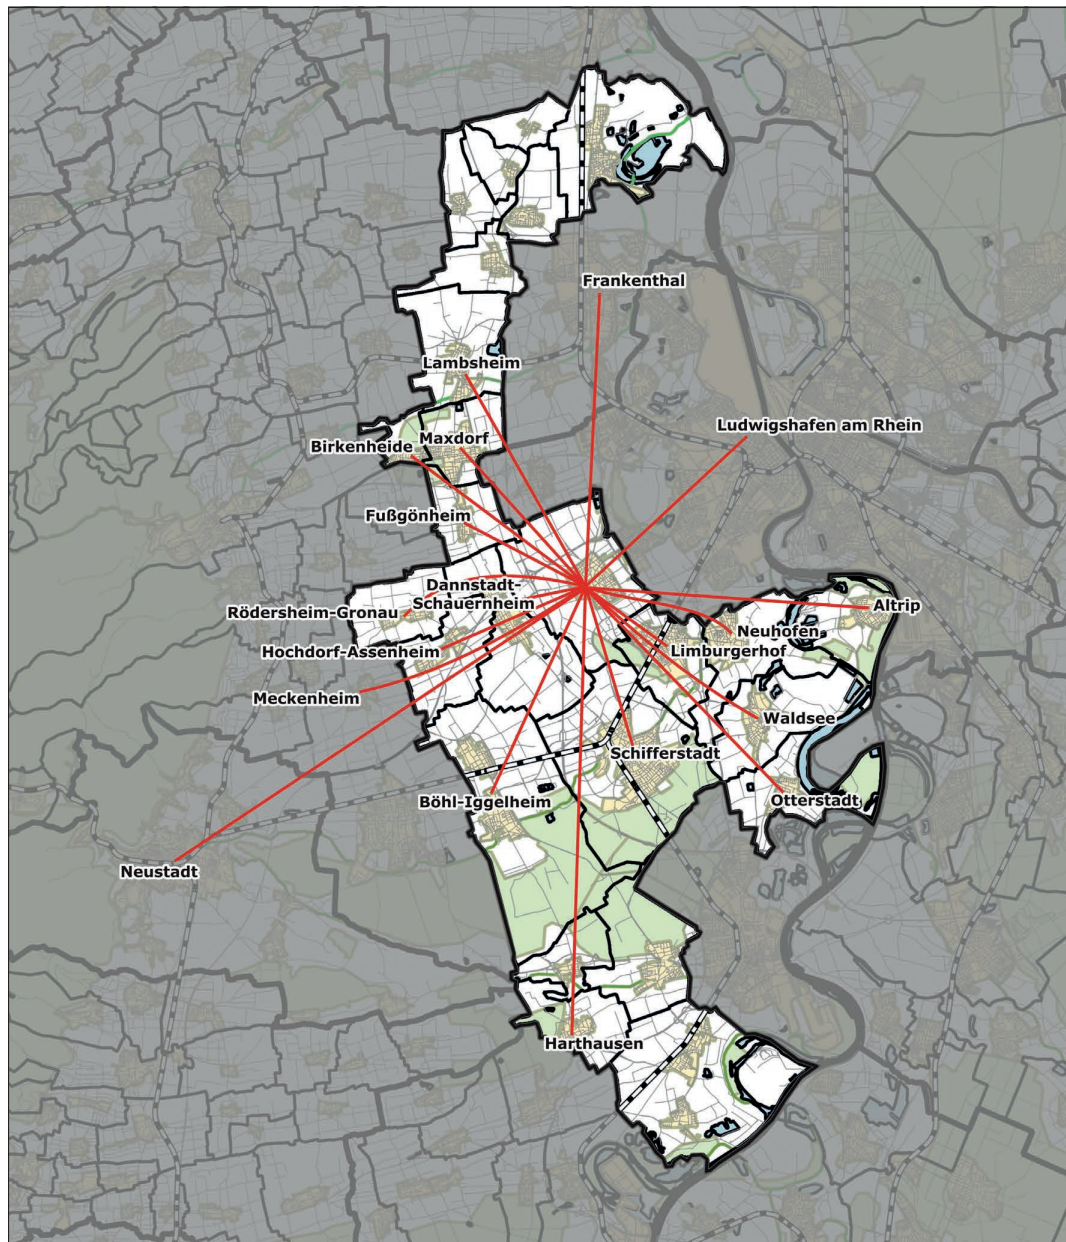 Frankenthal
Lambsheim
Ludwigshafen am Rhein
Maxdorf
Birkenheide
Fußgönheim
Dannstadt-
Schauernheim
Rödersheim-Gronau
Altrip
Neuhofen
Hochdorf-Assenheim
Limburgerhof
Meckenheim
Waldsee
Schifferstadt
Böhl-Iggelheim
Otterstadt
Neustadt
Harthausen